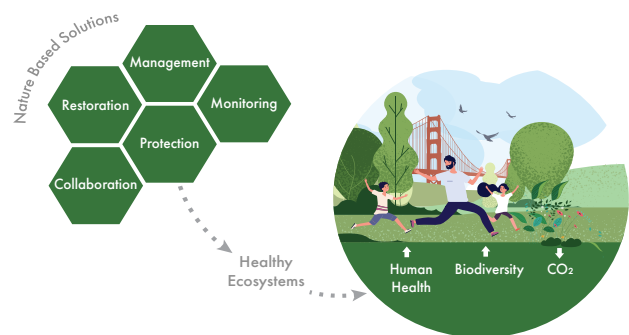 Nature Based Solutions
Management
Restoration
Monitoring
Protection
Collaboration
Healthy
Ecosystems
Human
Health
Biodiversity
CO₂